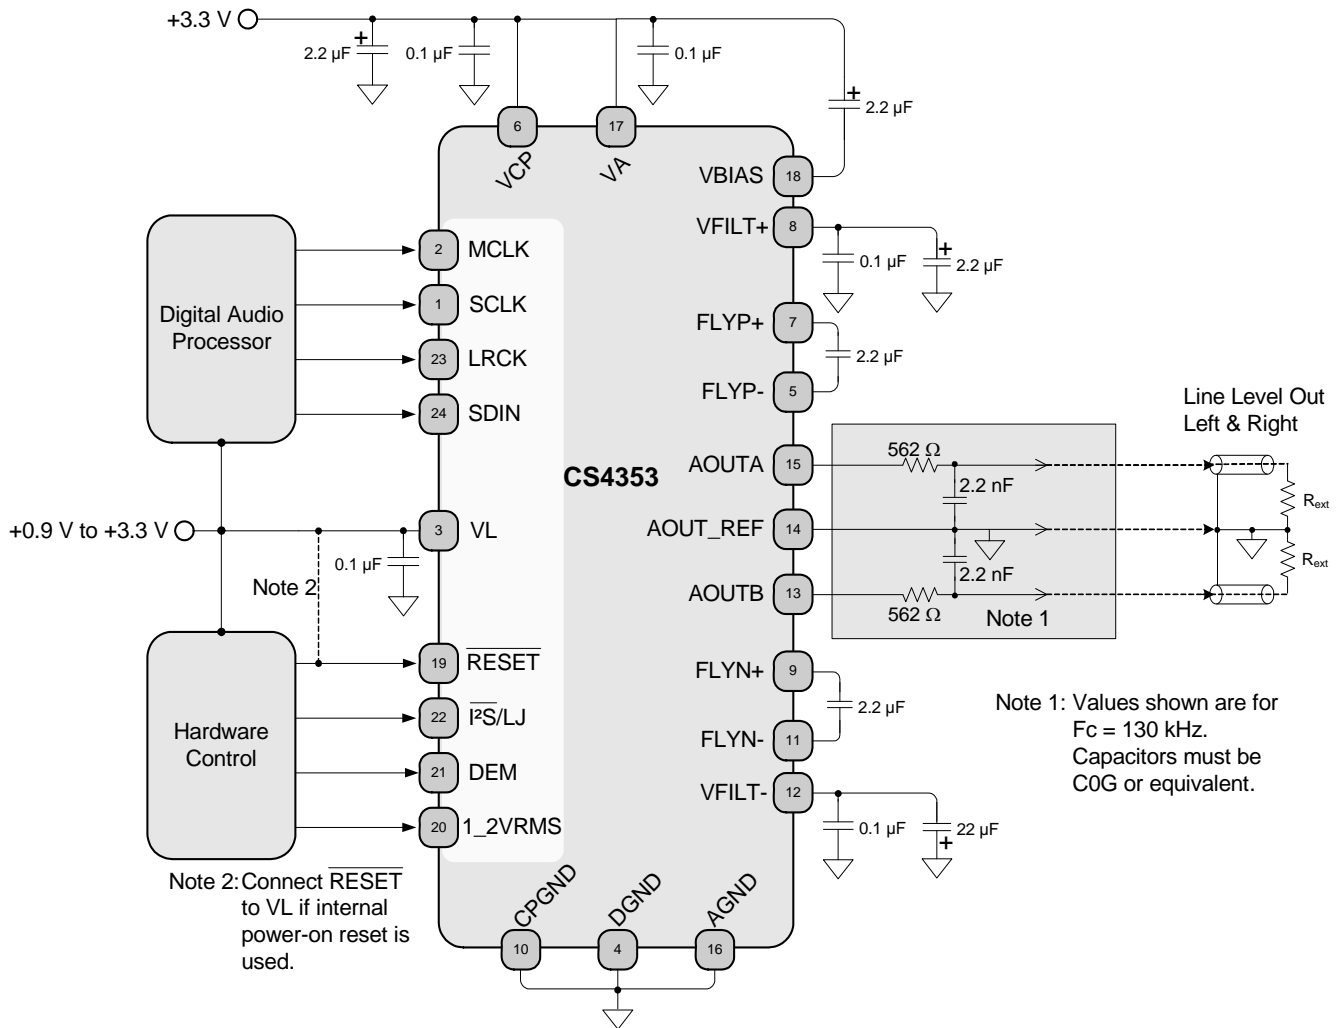 +3.3 V
2.2 µF
+
0.1 µF
0.1 µF
+
2.2 µF
6
VCP
17
VA
VBIAS
18
VFILT+
8
0.1 µF
+
2.2 µF
Digital Audio
Processor
2
MCLK
1
SCLK
23
LRCK
24
SDIN
FLYP+
7
2.2 µF
FLYP-
5
Line Level Out
Left & Right
CS4353
AOUTA
15
562 Ω
2.2 nF
AOUT_REF
14
2.2 nF
AOUTB
13
562 Ω
Note 1
Rext
Rext
+0.9 V to +3.3 V
3
VL
0.1 µF
Note 2
Hardware
Control
19
RESET
22
I²S/LJ
21
DEM
20
1_2VRMS
FLYN+
9
2.2 µF
FLYN-
11
VFILT-
12
0.1 µF
22 µF
+
Note 1: Values shown are for
Fc = 130 kHz.
Capacitors must be
C0G or equivalent.
Note 2: Connect RESET
to VL if internal
power-on reset is
used.
CPGND
10
DGND
4
AGND
16